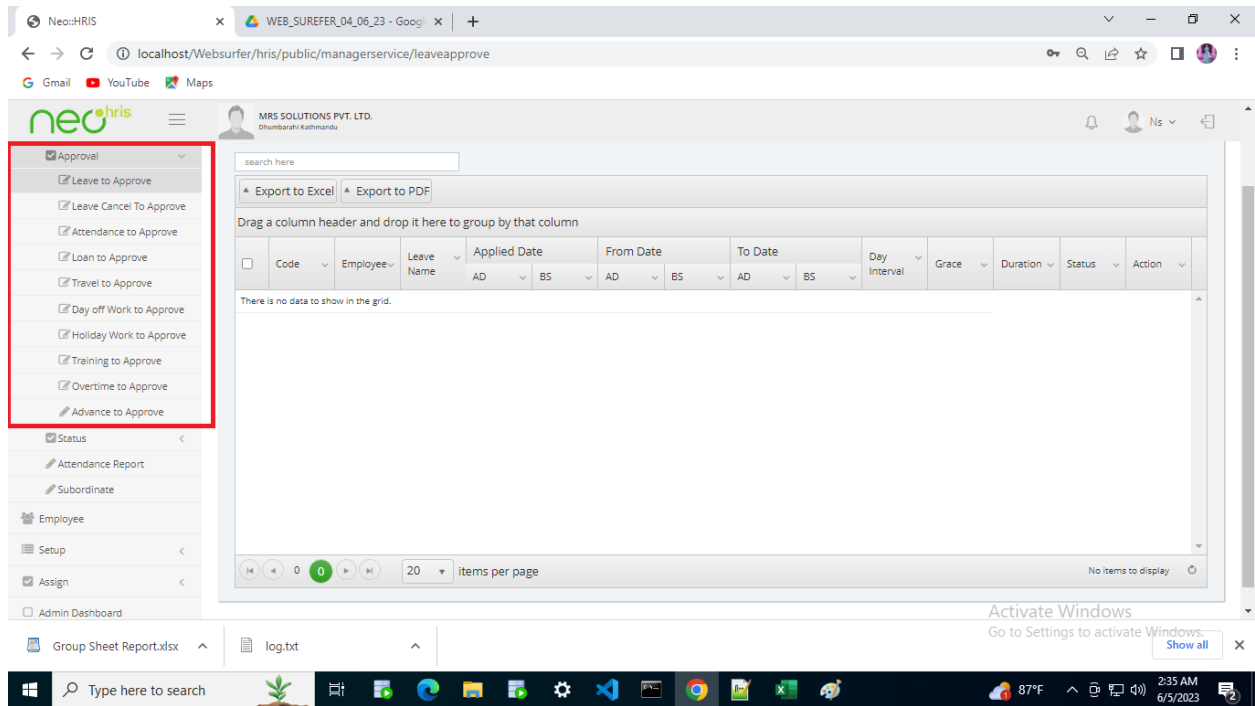 Neo::HRIS
WEB_SUREFER_04_06_23 - Googl
localhost/Websurfer/hris/public/managerservice/leaveapprove
Gmail YouTube Maps
neo hris
MRS SOLUTIONS PVT. LTD.
Dhumbarahi Kathmandu
Ns
Approval
Leave to Approve
Leave Cancel To Approve
Attendance to Approve
Loan to Approve
Travel to Approve
Day off Work to Approve
Holiday Work to Approve
Training to Approve
Overtime to Approve
Advance to Approve
Status
Attendance Report
Subordinate
Employee
Setup
Assign
Admin Dashboard
search here
Export to Excel Export to PDF
Drag a column header and drop it here to group by that column
Code Employee Leave Name Applied Date From Date To Date Day Interval Grace Duration Status Action
AD BS AD BS AD BS
There is no data to show in the grid.
0 0 20 items per page No items to display
Activate Windows
Go to Settings to activate Windows.
Group Sheet Report.xlsx log.txt Show all
Type here to search
87°F
2:35 AM
6/5/2023
2